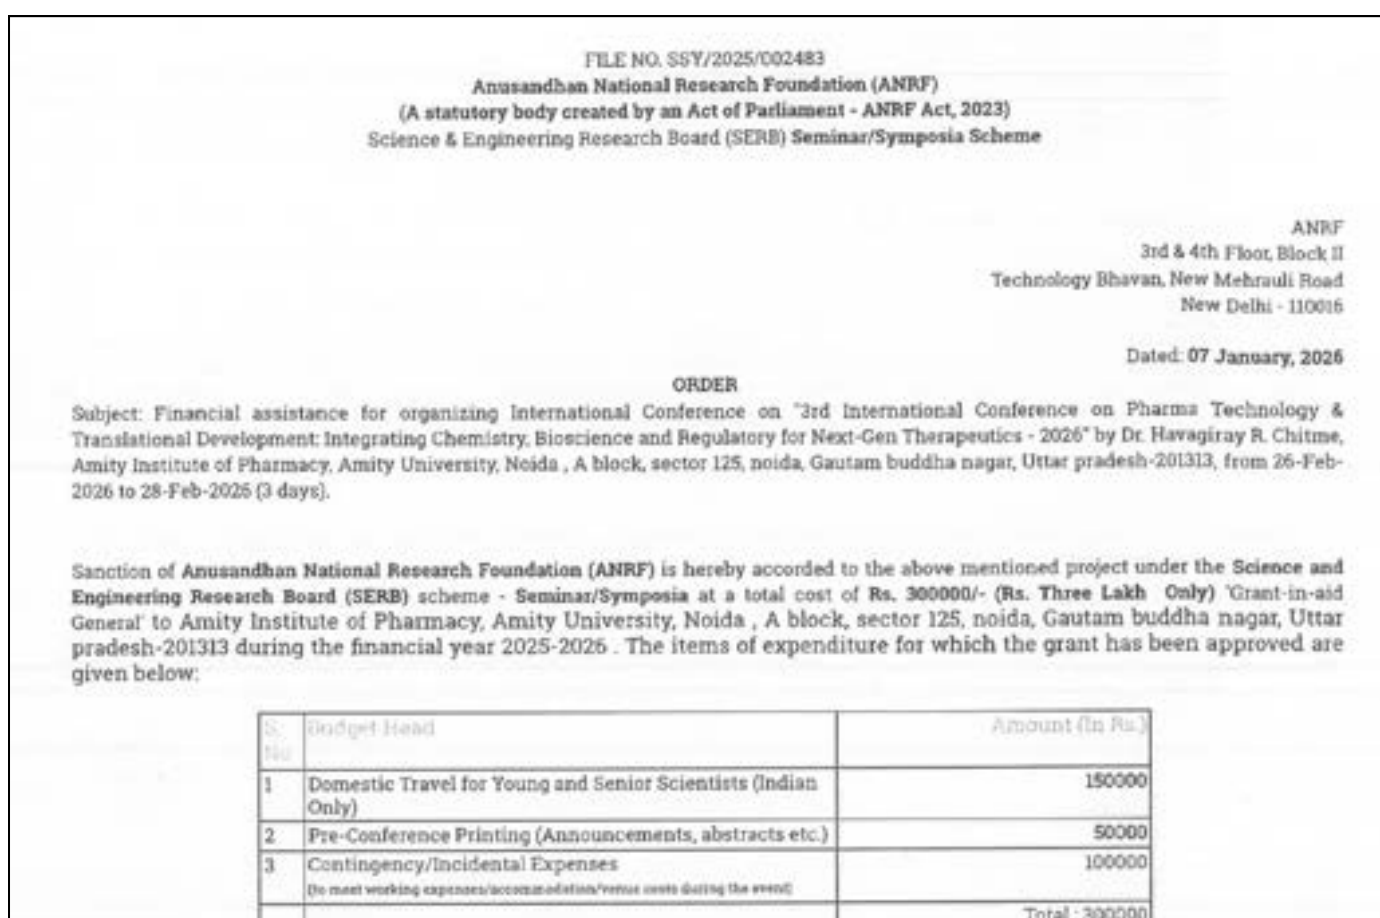 FILE NO. SSY/2025/002483
Anusandhan National Research Foundation (ANRF)
(A statutory body created by an Act of Parliament - ANRF Act, 2023)
Science & Engineering Research Board (SERB) Seminar/Symposia Scheme
ANRF
3rd & 4th Floor, Block II
Technology Bhavan, New Mehrauli Road
New Delhi - 110016
Dated: 07 January, 2026
ORDER
Subject: Financial assistance for organizing International Conference on "3rd International Conference on Pharma Technology &
Translational Development: Integrating Chemistry, Bioscience and Regulatory for Next-Gen Therapeutics - 2026" by Dr. Havagiray R. Chitme,
Amity Institute of Pharmacy, Amity University, Noida , A block, sector 125, noida, Gautam buddha nagar, Uttar pradesh-201313, from 26-Feb-
2026 to 28-Feb-2026 (3 days).
Sanction of Anusandhan National Research Foundation (ANRF) is hereby accorded to the above mentioned project under the Science and
Engineering Research Board (SERB) scheme - Seminar/Symposia at a total cost of Rs. 300000/- (Rs. Three Lakh Only) 'Grant-in-aid
General' to Amity Institute of Pharmacy, Amity University, Noida , A block, sector 125, noida, Gautam buddha nagar, Uttar
pradesh-201313 during the financial year 2025-2026 . The items of expenditure for which the grant has been approved are
given below:
S. No Budget Head Amount (In Rs.)
1 Domestic Travel for Young and Senior Scientists (Indian 150000
Only)
2 Pre-Conference Printing (Announcements, abstracts etc.) 50000
3 Contingency/Incidental Expenses 100000
(to meet working expenses/accommodation/venue costs during the event)
Total : 300000